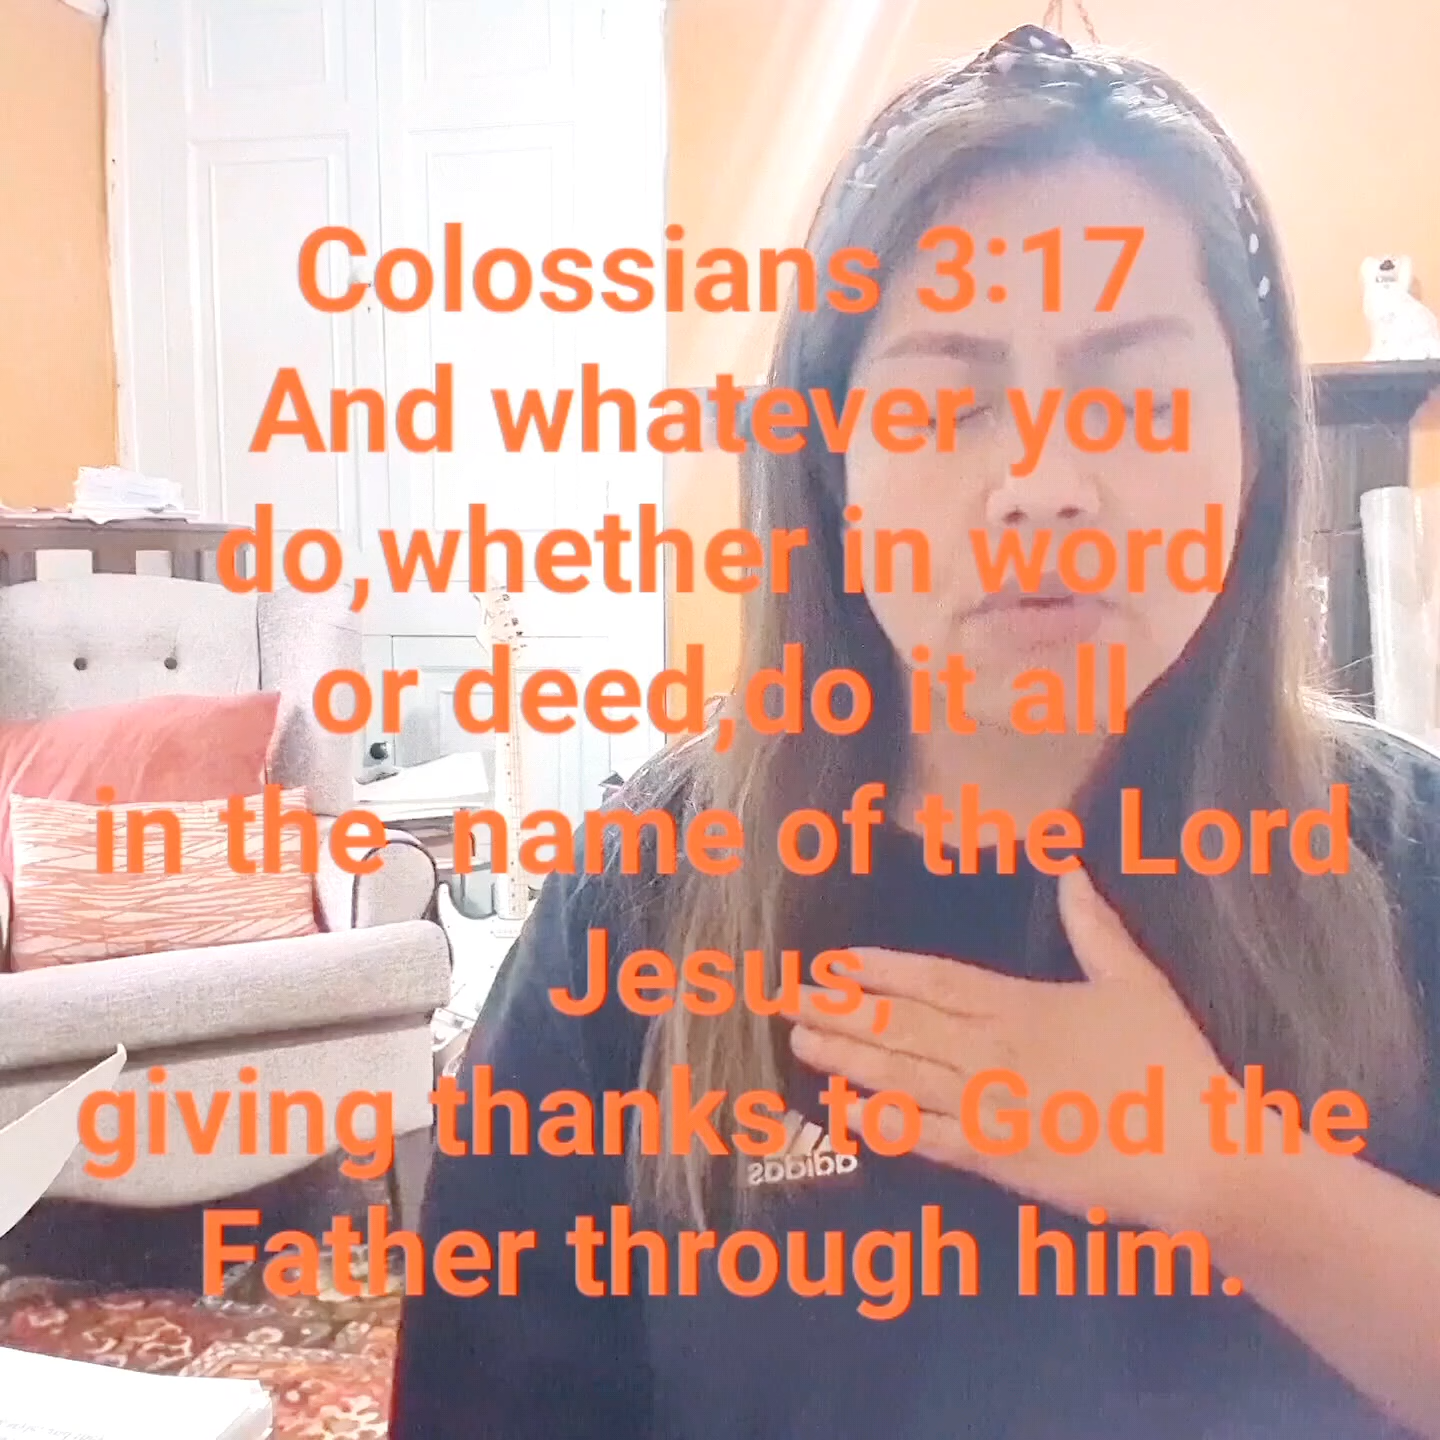 Colossians 3:17
And whatever you
do,whether in word
or deed,do it all
in the  name of the Lord
Jesus,
giving thanks to God the
Father through him.
adidas